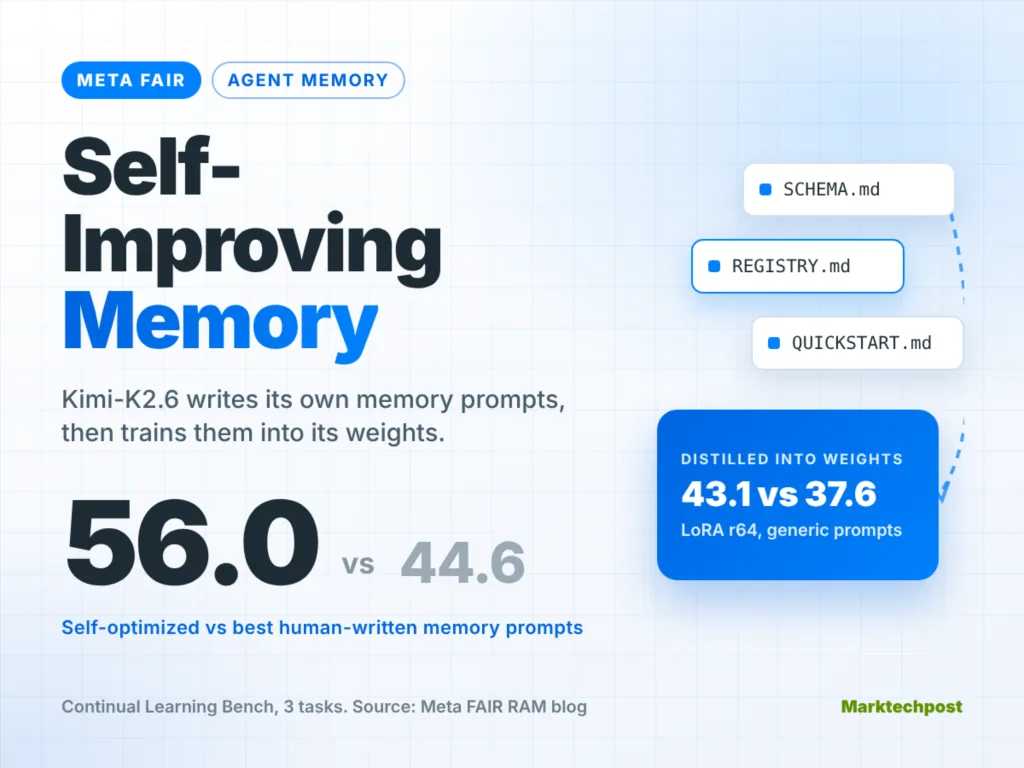 META FAIR
AGENT MEMORY
Self-
Improving
Memory
Kimi-K2.6 writes its own memory prompts,
then trains them into its weights.
56.0 vs 44.6
Self-optimized vs best human-written memory prompts
SCHEMA.md
REGISTRY.md
QUICKSTART.md
DISTILLED INTO WEIGHTS
43.1 vs 37.6
LoRA r64, generic prompts
Continual Learning Bench, 3 tasks. Source: Meta FAIR RAM blog
Marktechpost